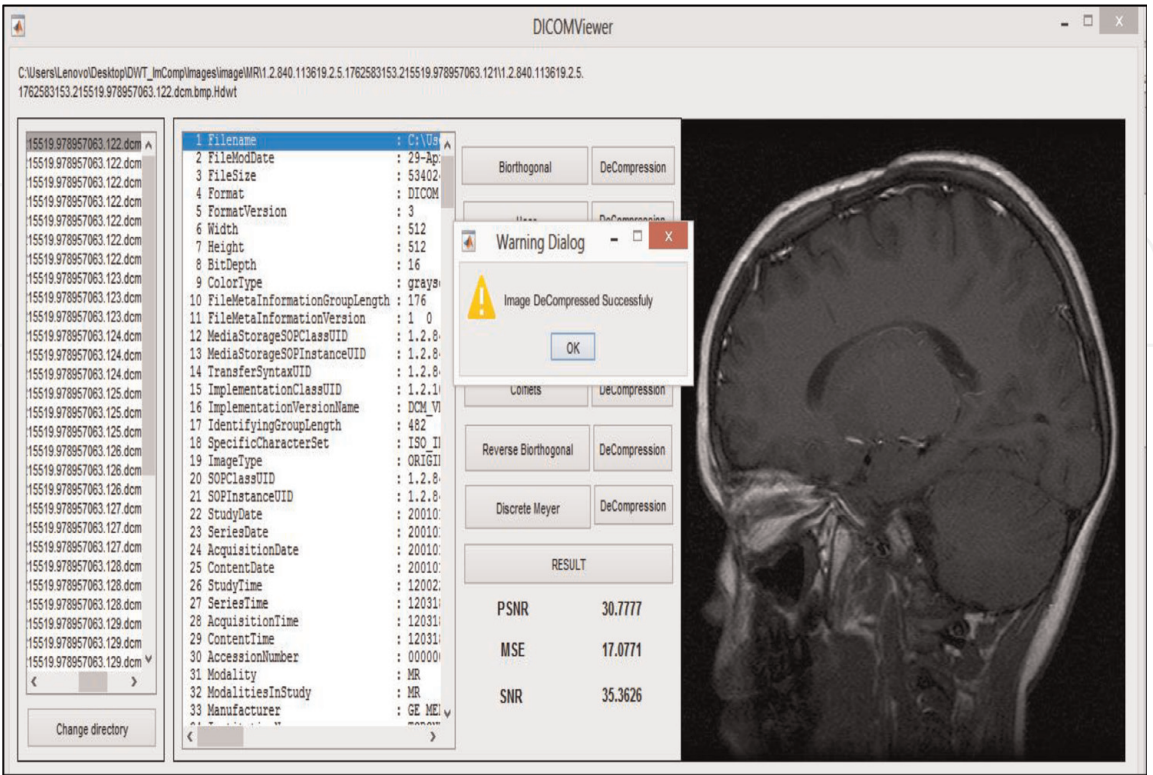 DICOMViewer
C:\Users\Lenovo\Desktop\DWT_ImComp\Images\image\MR\1.2.840.113619.2.5.1762583153.215519.978957063.121\1.2.840.113619.2.5.
1762583153.215519.978957063.122.dcm.bmp.Hdwt
15519.978957063.122.dcm
15519.978957063.122.dcm
15519.978957063.122.dcm
15519.978957063.122.dcm
15519.978957063.122.dcm
15519.978957063.122.dcm
15519.978957063.122.dcm
15519.978957063.123.dcm
15519.978957063.123.dcm
15519.978957063.123.dcm
15519.978957063.124.dcm
15519.978957063.124.dcm
15519.978957063.124.dcm
15519.978957063.125.dcm
15519.978957063.125.dcm
15519.978957063.125.dcm
15519.978957063.126.dcm
15519.978957063.126.dcm
15519.978957063.126.dcm
15519.978957063.127.dcm
15519.978957063.127.dcm
15519.978957063.127.dcm
15519.978957063.128.dcm
15519.978957063.128.dcm
15519.978957063.128.dcm
15519.978957063.129.dcm
15519.978957063.129.dcm
15519.978957063.129.dcm
Change directory
1 Filename : C:\Us
2 FileModDate : 29-Ap
3 FileSize : 53402
4 Format : DICOM
5 FormatVersion : 3
6 Width : 512
7 Height : 512
8 BitDepth : 16
9 ColorType : grays
10 FileMetaInformationGroupLength : 176
11 FileMetaInformationVersion : 1 0
12 MediaStorageSOPClassUID : 1.2.8
13 MediaStorageSOPInstanceUID : 1.2.8
14 TransferSyntaxUID : 1.2.8
15 ImplementationClassUID : 1.2.1
16 ImplementationVersionName : DCM_V
17 IdentifyingGroupLength : 482
18 SpecificCharacterSet : ISO_I
19 ImageType : ORIGI
20 SOPClassUID : 1.2.8
21 SOPInstanceUID : 1.2.8
22 StudyDate : 20010
23 SeriesDate : 20010
24 AcquisitionDate : 20010
25 ContentDate : 20010
26 StudyTime : 12002
27 SeriesTime : 12031
28 AcquisitionTime : 12031
29 ContentTime : 12031
30 AccessionNumber : 00000
31 Modality : MR
32 ModalitiesInStudy : MR
33 Manufacturer : GE ME
Biorthogonal DeCompression
DeCompression
Warning Dialog
Image DeCompressed Successfuly
OK
Coiflets DeCompression
Reverse Biorthogonal DeCompression
Discrete Meyer DeCompression
RESULT
PSNR 30.7777
MSE 17.0771
SNR 35.3626